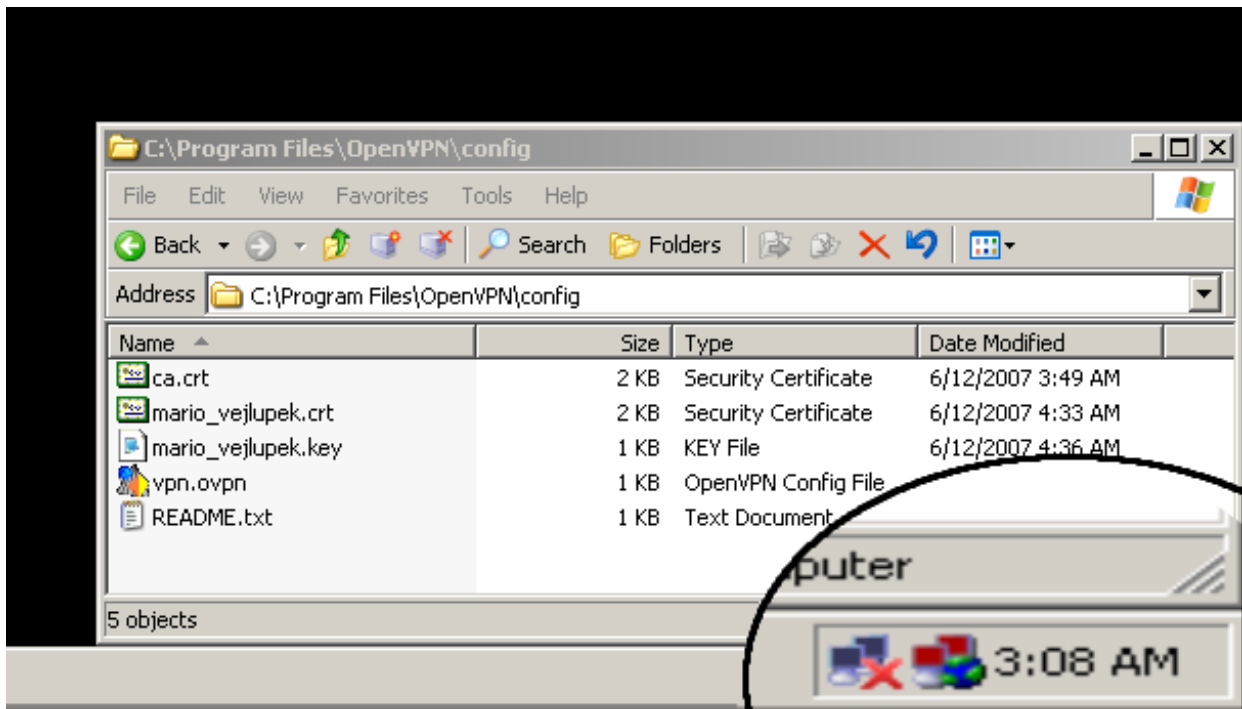 C:\Program Files\OpenVPN\config
File Edit View Favorites Tools Help
Back Search Folders
Address C:\Program Files\OpenVPN\config
Name Size Type Date Modified
ca.crt 2 KB Security Certificate 6/12/2007 3:49 AM
mario_vejlupek.crt 2 KB Security Certificate 6/12/2007 4:33 AM
mario_vejlupek.key 1 KB KEY File 6/12/2007 4:36 AM
vpn.ovpn 1 KB OpenVPN Config File
README.txt 1 KB Text Document
puter
5 objects
3:08 AM